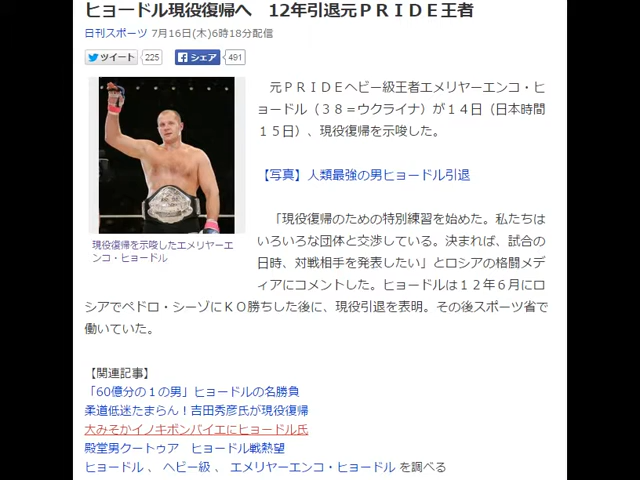 ヒョードル現役復帰へ　12年引退元ＰＲＩＤＥ王者
日刊スポーツ 7月16日(木)6時18分配信
ツイート 225 シェア 491
元ＰＲＩＤＥヘビー級王者エメリヤーエンコ・ヒ
ョードル（３８＝ウクライナ）が１４日（日本時間
１５日）、現役復帰を示唆した。
【写真】人類最強の男ヒョードル引退
現役復帰を示唆したエメリヤーエ
ンコ・ヒョードル
「現役復帰のための特別練習を始めた。私たちは
いろいろな団体と交渉している。決まれば、試合の
日時、対戦相手を発表したい」とロシアの格闘メデ
ィアにコメントした。ヒョードルは１２年６月にロ
シアでペドロ・シーゾにＫＯ勝ちした後に、現役引退を表明。その後スポーツ省で
働いていた。
【関連記事】
「60億分の１の男」ヒョードルの名勝負
柔道低迷たまらん！吉田秀彦氏が現役復帰
大みそかイノキボンバイエにヒョードル氏
殿堂男クートゥア　ヒョードル戦熱望
ヒョードル 、 ヘビー級 、 エメリヤーエンコ・ヒョードル を調べる